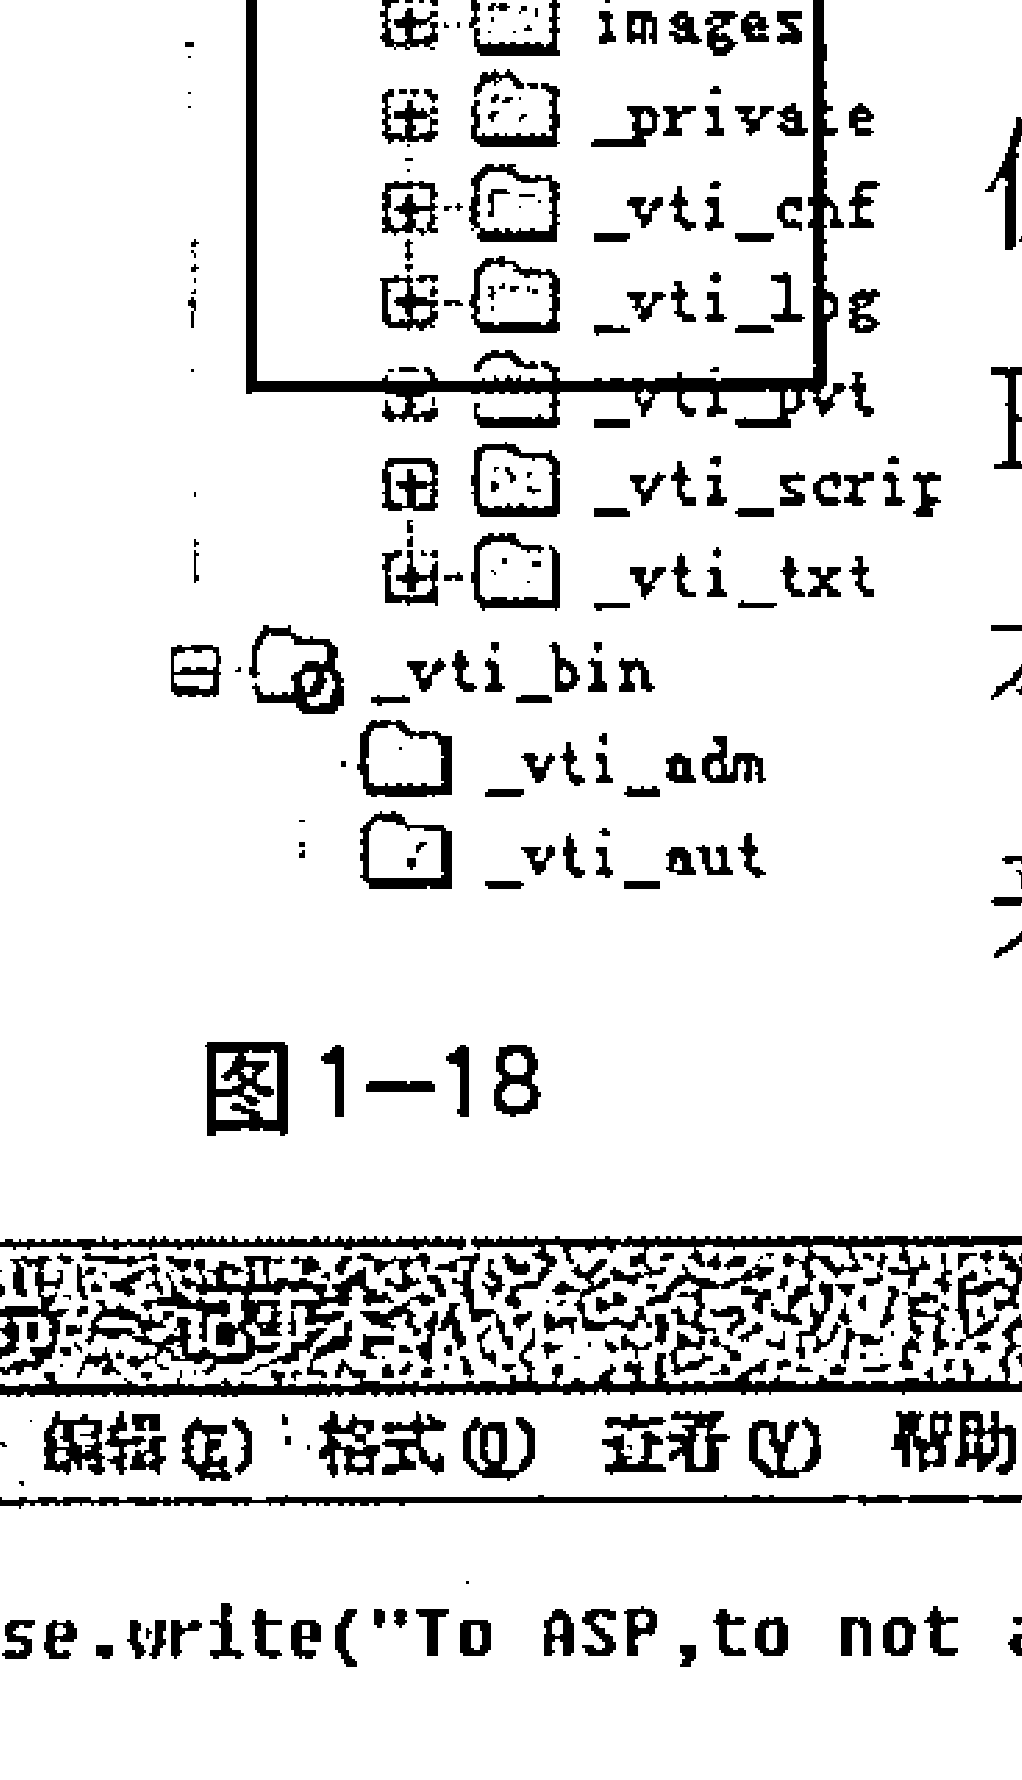 images
_private
_vti_cnf
_vti_log
_vti_pvt
_vti_scrip
_vti_txt
_vti_bin
_vti_adm
_vti_aut
图 1—18
编辑(E) 格式(O) 查看(V) 帮助
se.write("To ASP,to not a